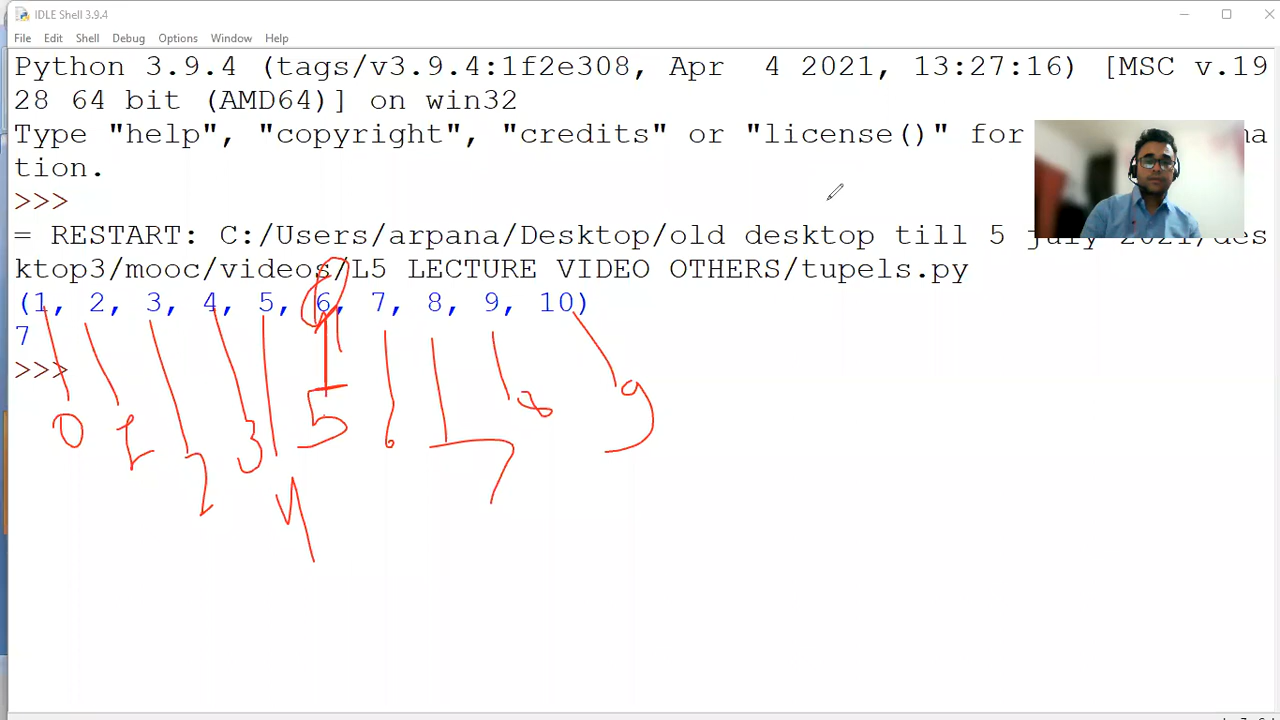 IDLE Shell 3.9.4
File Edit Shell Debug Options Window Help
Python 3.9.4 (tags/v3.9.4:1f2e308, Apr 4 2021, 13:27:16) [MSC v.19
28 64 bit (AMD64)] on win32
Type "help", "copyright", "credits" or "license()" for
tion.
>>>
= RESTART: C:/Users/arpana/Desktop/old desktop till 5 july 2021/des
ktop3/mooc/videos/L5 LECTURE VIDEO OTHERS/tupels.py
(1, 2, 3, 4, 5, 6, 7, 8, 9, 10)
7
>>>
0 1 2 3 4 5 6 7 8 9